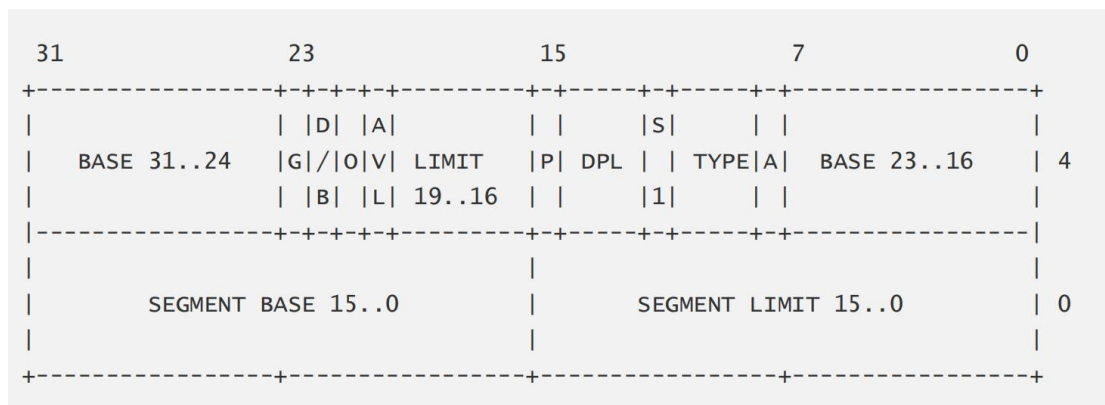 31                23                15                7                0
+-----------------+-+-+-+-+---------+-+-----+-+-----+-+-----------------+
|                 | |D| |A|         | |     |S|     | |                 |
|   BASE 31..24   |G|/|0|V| LIMIT   |P| DPL | | TYPE|A|  BASE 23..16    | 4
|                 | |B| |L| 19..16  | |     |1|     | |                 |
|-----------------+-+-+-+-+---------+-+-----+-+-----+-+-----------------|
|                                   |                                   |
|        SEGMENT BASE 15..0         |       SEGMENT LIMIT 15..0         | 0
|                                   |                                   |
+-----------------+-----------------+-----------------+-----------------+